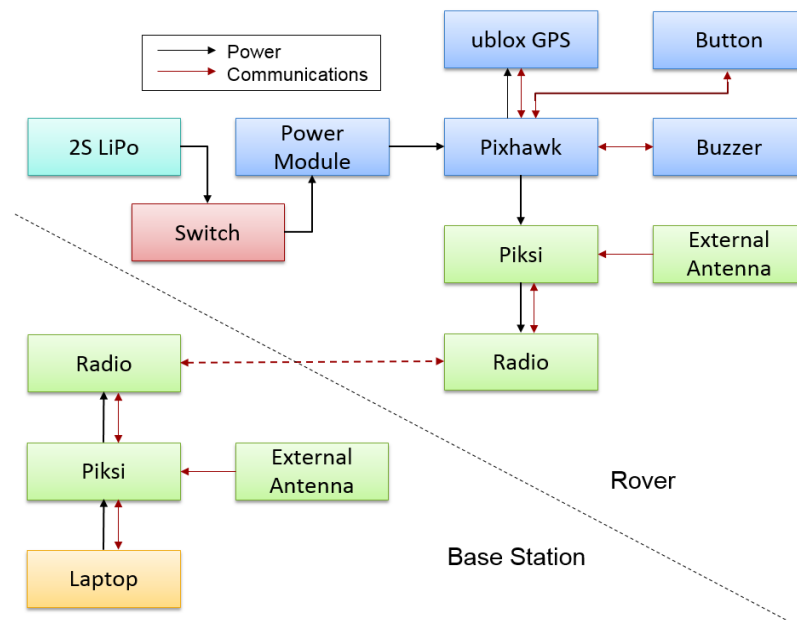 Power
Communications
ublox GPS
Button
2S LiPo
Power
Module
Pixhawk
Buzzer
Switch
Piksi
External
Antenna
Radio
Radio
Piksi
External
Antenna
Rover
Base Station
Laptop